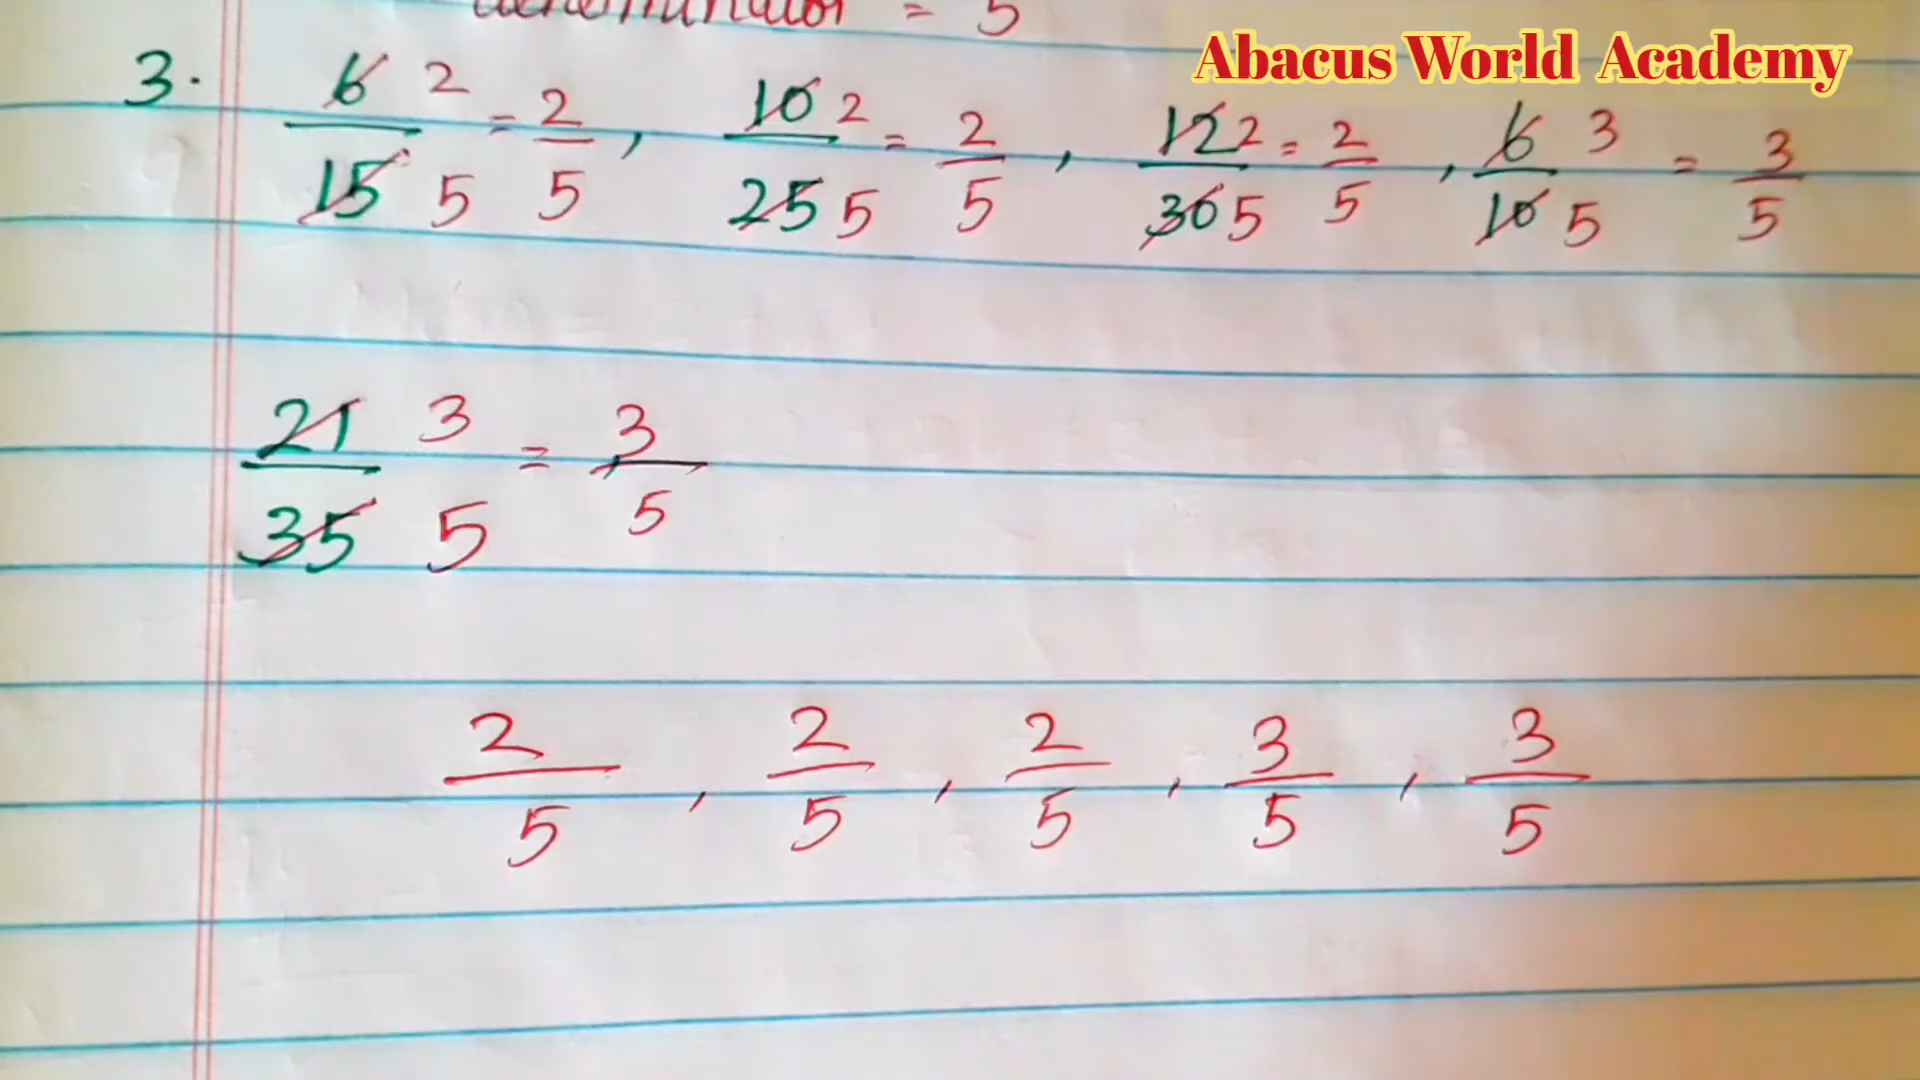 denominator = 5
Abacus World Academy
3. 6/15 2/5 = 2/5, 10/25 2/5 = 2/5, 12/30 2/5 = 2/5, 6/10 3/5 = 3/5
21/35 3/5 = 3/5
2/5, 2/5, 2/5, 3/5, 3/5